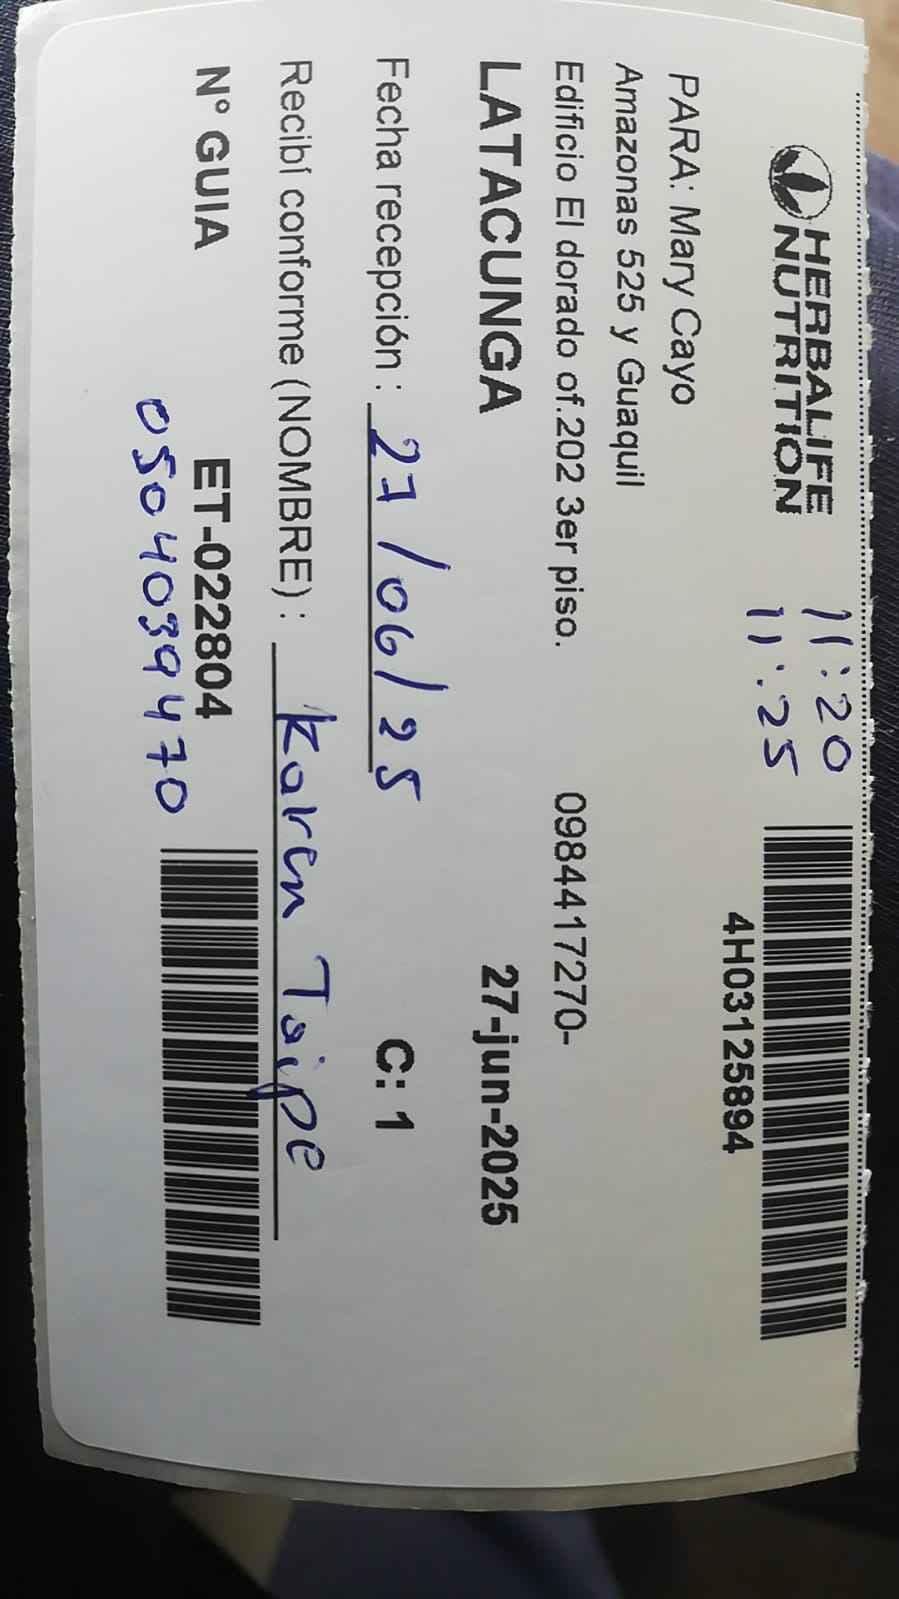 HERBALIFE
NUTRITION
11:20
11:25
4H03125894
PARA: Mary Cayo
Amazonas 525 y Guaquil
Edificio El dorado of.202 3er piso. 0984417270-
LATACUNGA 27-jun-2025
Fecha recepción : 27/06/25 C: 1
Recibí conforme (NOMBRE) : Karen Taipe
N° GUIA ET-022804
0504039470